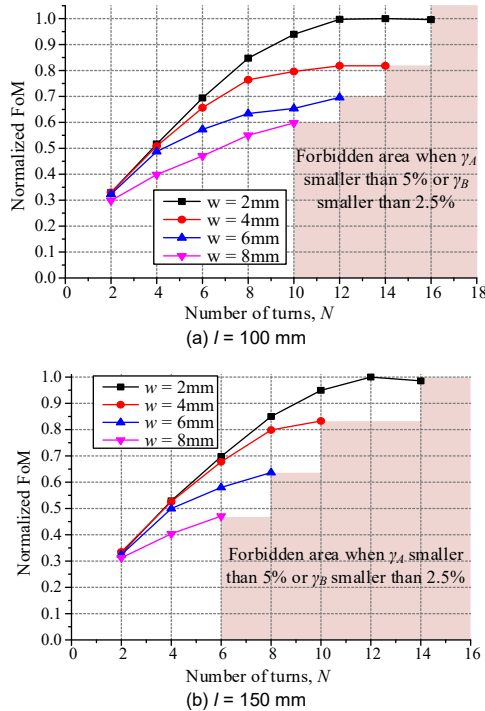 1.0
0.9
0.8
0.7
0.6
0.5
0.4
0.3
0.2
0.1
0.0
Normalized FoM
Forbidden area when γA
smaller than 5% or γB
smaller than 2.5%
w = 2mm
w = 4mm
w = 6mm
w = 8mm
0 2 4 6 8 10 12 14 16 18
Number of turns, N
(a) l = 100 mm
1.0
0.9
0.8
0.7
0.6
0.5
0.4
0.3
0.2
0.1
0.0
Normalized FoM
w = 2mm
w = 4mm
w = 6mm
w = 8mm
Forbidden area when γA smaller
than 5% or γB smaller than 2.5%
0 2 4 6 8 10 12 14 16
Number of turns, N
(b) l = 150 mm